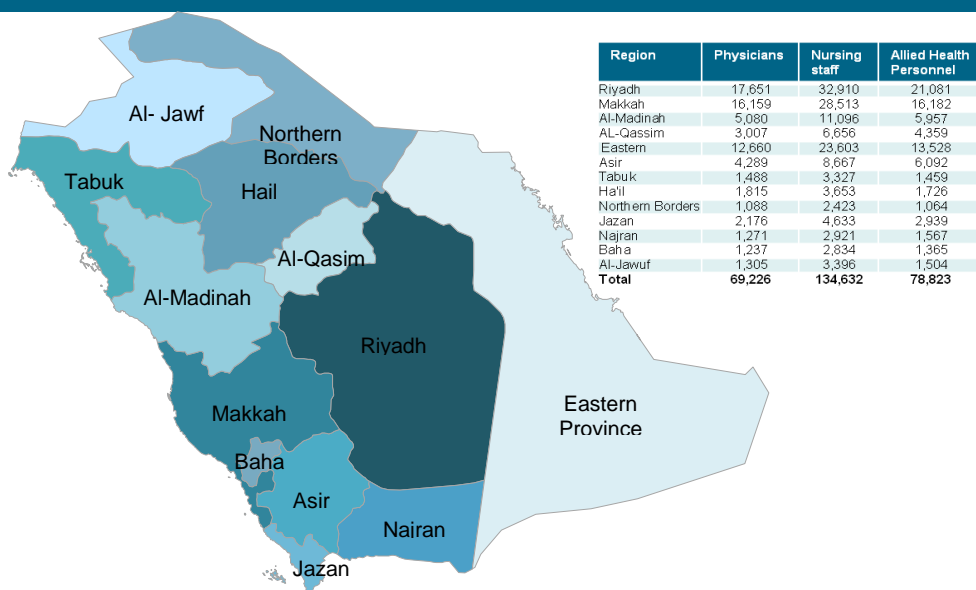 Region Physicians Nursing staff Allied Health Personnel
Riyadh 17,651 32,910 21,081
Makkah 16,159 28,513 16,182
Al-Madinah 5,080 11,096 5,957
AL-Qassim 3,007 6,656 4,359
Eastern 12,660 23,603 13,528
Asir 4,289 8,667 6,092
Tabuk 1,488 3,327 1,459
Ha'il 1,815 3,653 1,726
Northern Borders 1,088 2,423 1,064
Jazan 2,176 4,633 2,939
Najran 1,271 2,921 1,567
Baha 1,237 2,834 1,365
Al-Jawuf 1,305 3,396 1,504
Total 69,226 134,632 78,823
Al- Jawf
Northern
Borders
Tabuk
Hail
Al-Qasim
Al-Madinah
Riyadh
Makkah
Eastern
Province
Baha
Asir
Nairan
Jazan